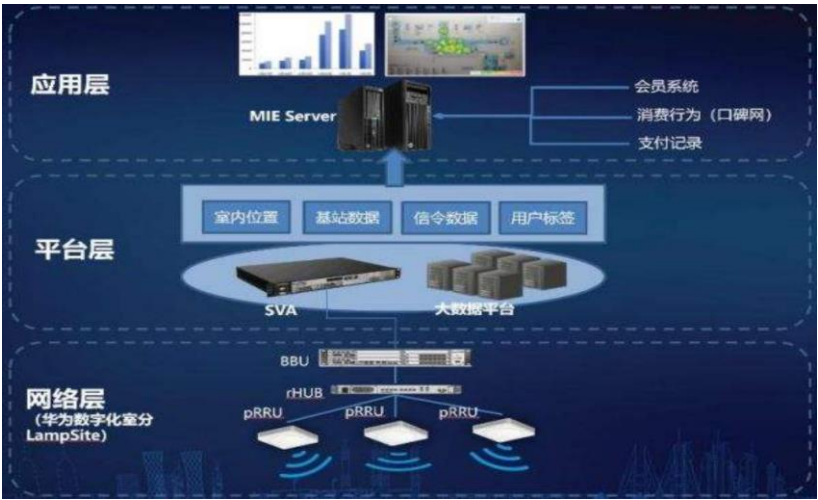 应用层
MIE Server
会员系统
消费行为（口碑网）
支付记录
室内位置
基站数据
信令数据
用户标签
平台层
SVA
大数据平台
BBU
rHUB
网络层
（华为数字化室分
LampSite）
pRRU
pRRU
pRRU